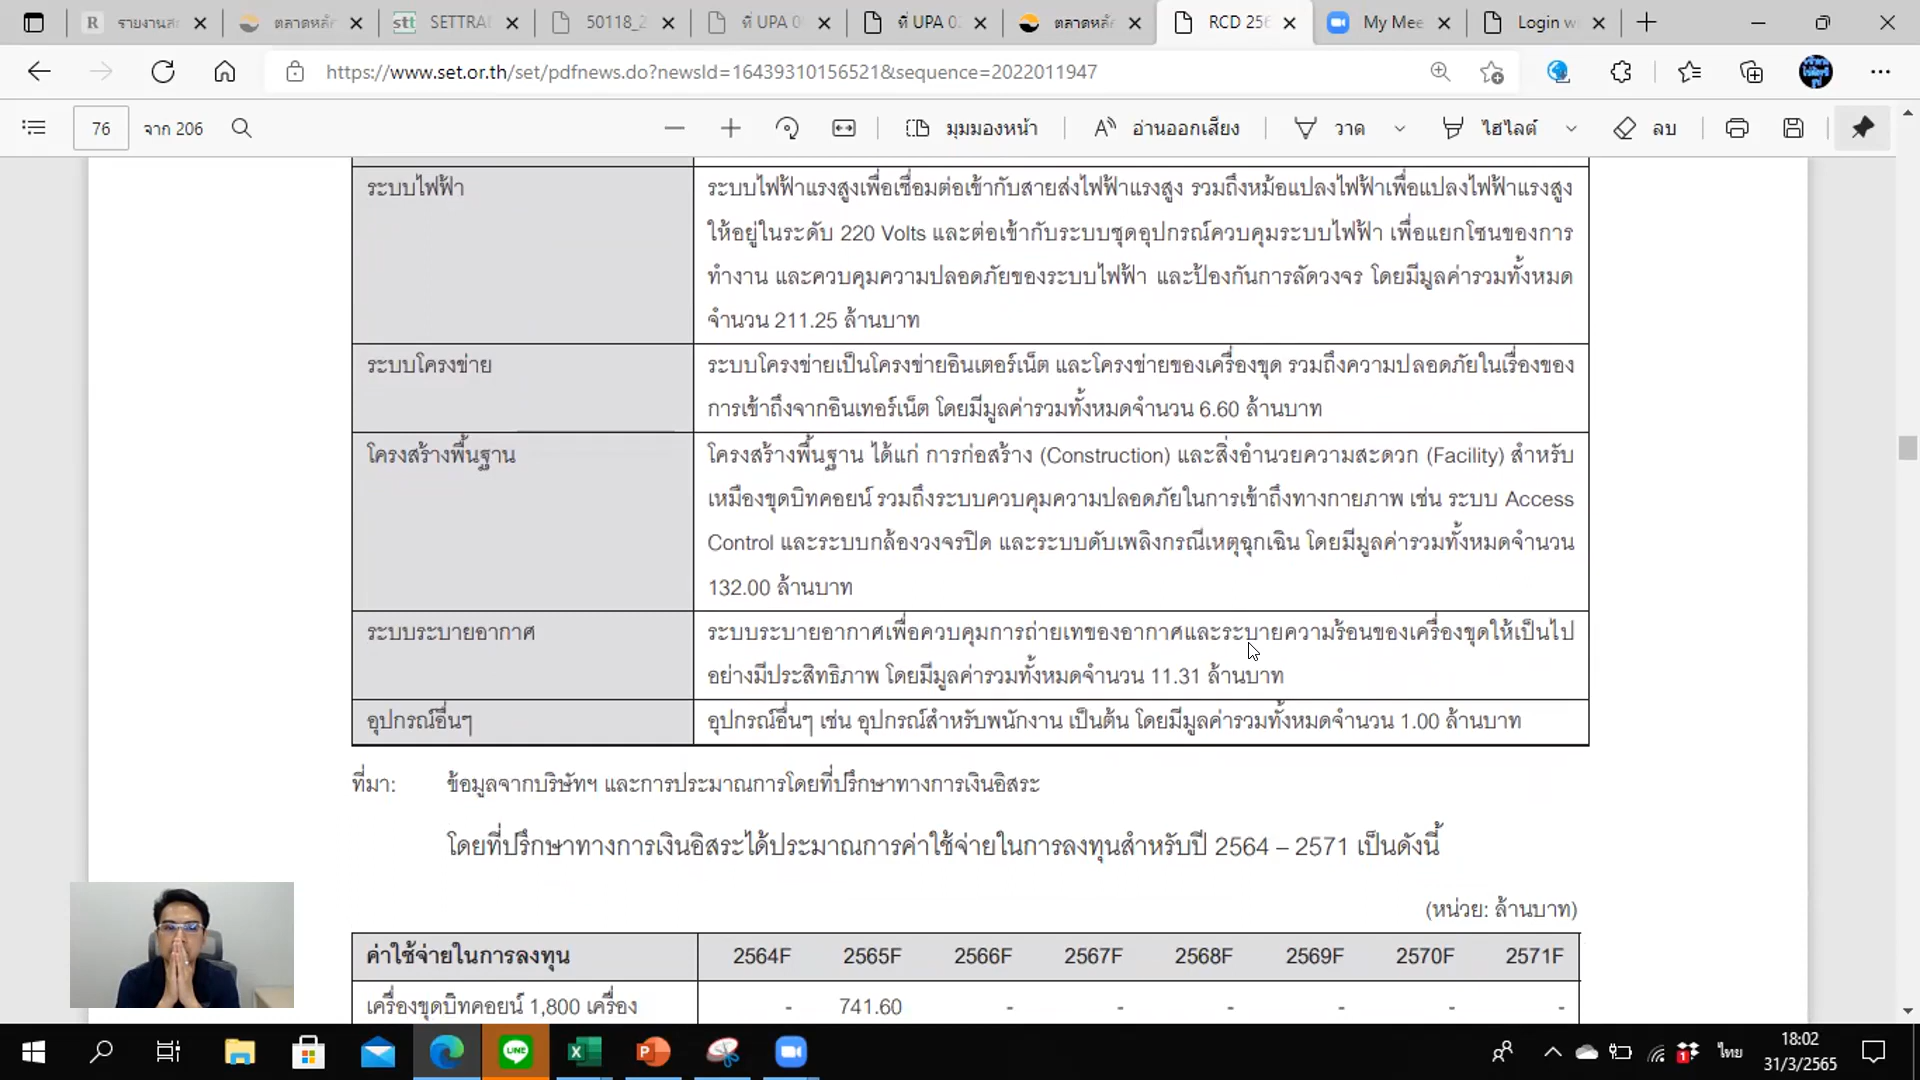 รายงานสถ
ตลาดหลัก
stt SETTRA
50118_2
ที่ UPA 0
ที่ UPA 02
ตลาดหลัก
RCD 256
My Mee
Login w
https://www.set.or.th/set/pdfnews.do?newsId=16439310156521&sequence=2022011947
76 จาก 206 มุมมองหน้า อ่านออกเสียง วาด ไฮไลต์ ลบ
ระบบไฟฟ้า
ระบบไฟฟ้าแรงสูงเพื่อเชื่อมต่อเข้ากับสายส่งไฟฟ้าแรงสูง รวมถึงหม้อแปลงไฟฟ้าเพื่อแปลงไฟฟ้าแรงสูง
ให้อยู่ในระดับ 220 Volts และต่อเข้ากับระบบชุดอุปกรณ์ควบคุมระบบไฟฟ้า เพื่อแยกโซนของการ
ทำงาน และควบคุมความปลอดภัยของระบบไฟฟ้า และป้องกันการลัดวงจร โดยมีมูลค่ารวมทั้งหมด
จำนวน 211.25 ล้านบาท
ระบบโครงข่าย
ระบบโครงข่ายเป็นโครงข่ายอินเตอร์เน็ต และโครงข่ายของเครื่องขุด รวมถึงความปลอดภัยในเรื่องของ
การเข้าถึงจากอินเทอร์เน็ต โดยมีมูลค่ารวมทั้งหมดจำนวน 6.60 ล้านบาท
โครงสร้างพื้นฐาน
โครงสร้างพื้นฐาน ได้แก่ การก่อสร้าง (Construction) และสิ่งอำนวยความสะดวก (Facility) สำหรับ
เหมืองขุดบิทคอยน์ รวมถึงระบบควบคุมความปลอดภัยในการเข้าถึงทางกายภาพ เช่น ระบบ Access
Control และระบบกล้องวงจรปิด และระบบดับเพลิงกรณีเหตุฉุกเฉิน โดยมีมูลค่ารวมทั้งหมดจำนวน
132.00 ล้านบาท
ระบบระบายอากาศ
ระบบระบายอากาศเพื่อควบคุมการถ่ายเทของอากาศและระบายความร้อนของเครื่องขุดให้เป็นไป
อย่างมีประสิทธิภาพ โดยมีมูลค่ารวมทั้งหมดจำนวน 11.31 ล้านบาท
อุปกรณ์อื่นๆ
อุปกรณ์อื่นๆ เช่น อุปกรณ์สำหรับพนักงาน เป็นต้น โดยมีมูลค่ารวมทั้งหมดจำนวน 1.00 ล้านบาท
ที่มา: ข้อมูลจากบริษัทฯ และการประมาณการโดยที่ปรึกษาทางการเงินอิสระ
โดยที่ปรึกษาทางการเงินอิสระได้ประมาณการค่าใช้จ่ายในการลงทุนสำหรับปี 2564 – 2571 เป็นดังนี้
(หน่วย: ล้านบาท)
ค่าใช้จ่ายในการลงทุน 2564F 2565F 2566F 2567F 2568F 2569F 2570F 2571F
เครื่องขุดบิทคอยน์ 1,800 เครื่อง - 741.60 - - - - - -
LINE
ไทย
18:02
31/3/2565